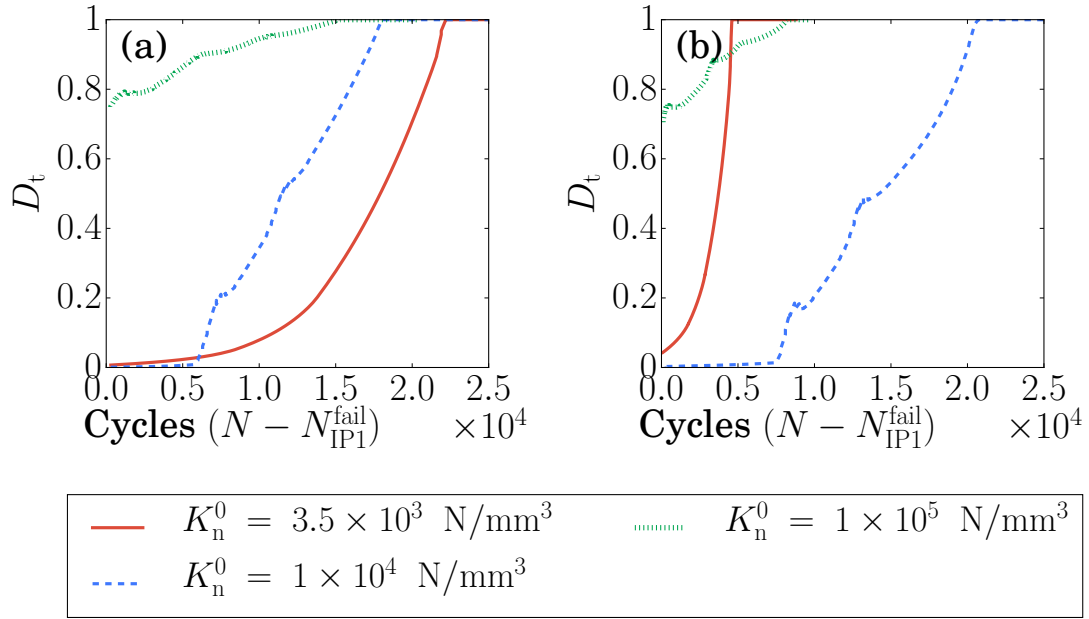 (a)
1
0.8
0.6
0.4
0.2
0
D_t
0.0 0.5 1.0 1.5 2.0 2.5
Cycles (N − N_IP1^fail) ×10^4
(b)
1
0.8
0.6
0.4
0.2
0
D_t
0.0 0.5 1.0 1.5 2.0 2.5
Cycles (N − N_IP1^fail) ×10^4
K_n^0 = 3.5 × 10^3 N/mm^3
K_n^0 = 1 × 10^4 N/mm^3
K_n^0 = 1 × 10^5 N/mm^3